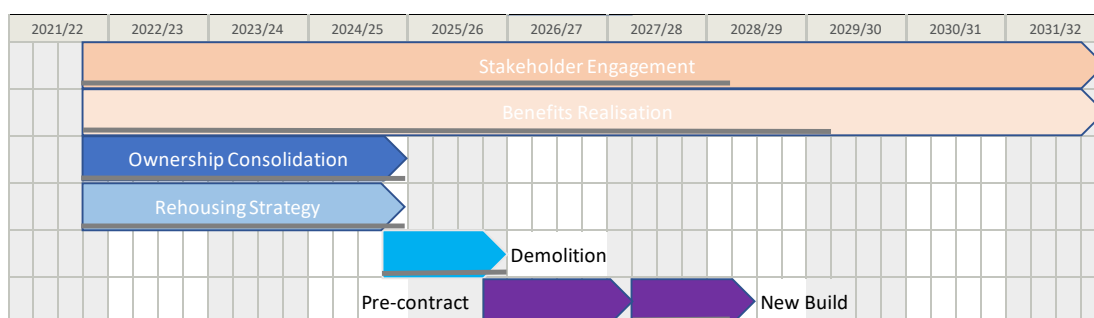 2021/22 2022/23 2023/24 2024/25 2025/26 2026/27 2027/28 2028/29 2029/30 2030/31 2031/32
Stakeholder Engagement
Benefits Realisation
Ownership Consolidation
Rehousing Strategy
Demolition
Pre-contract New Build